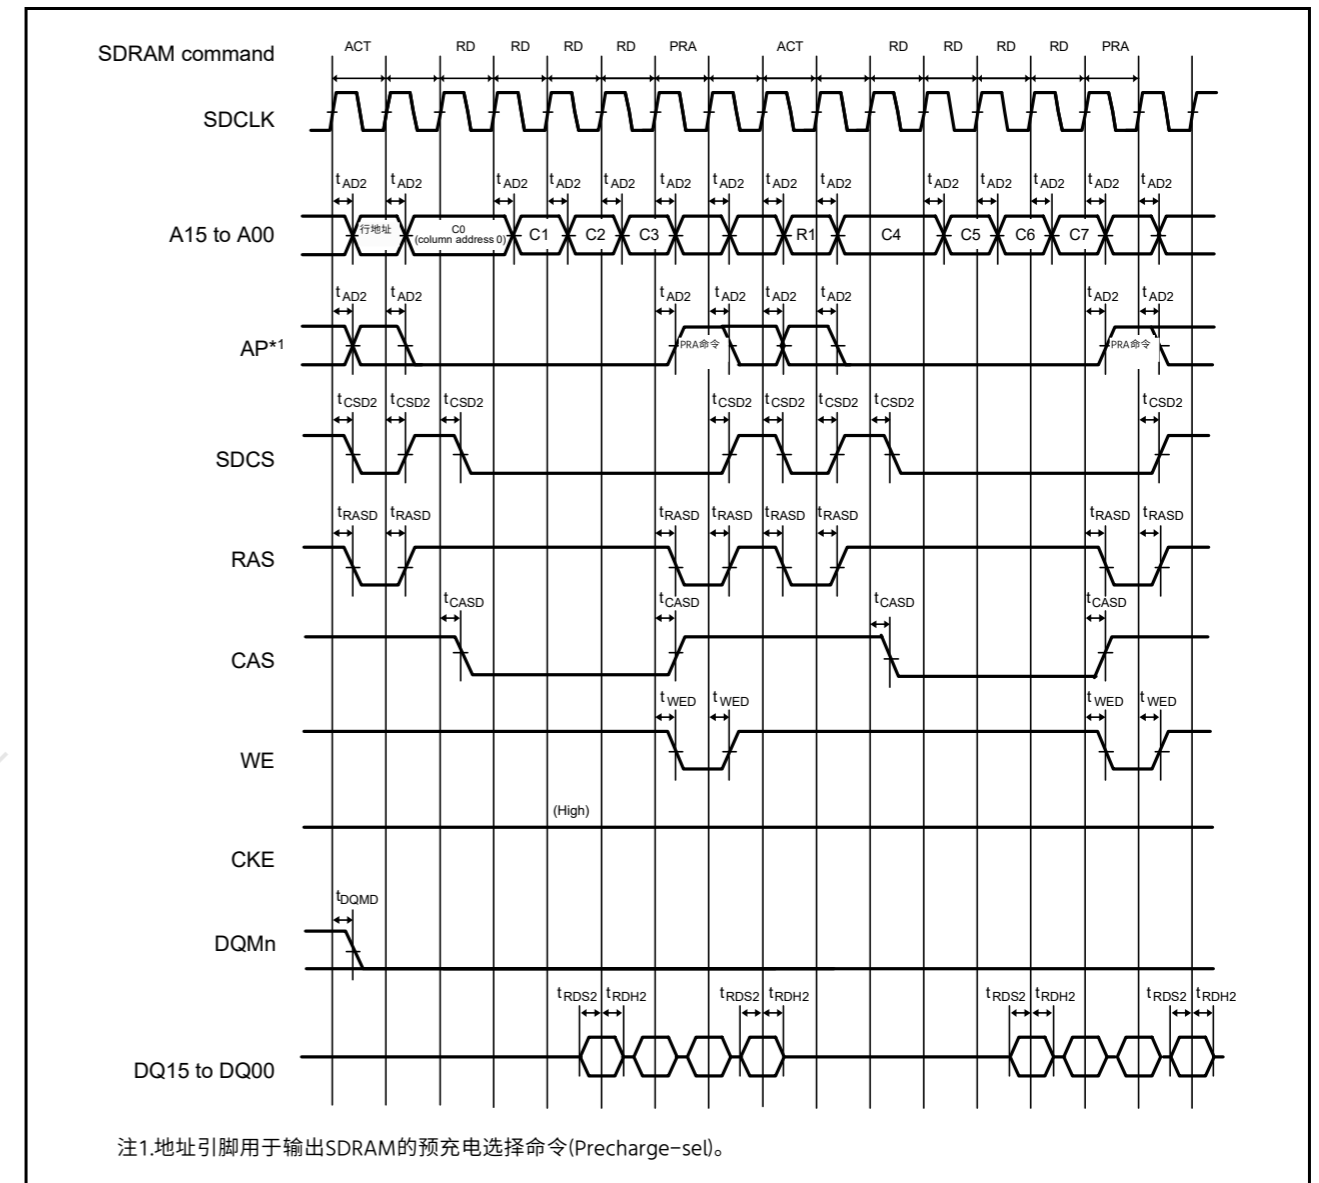 ACT RD RD RD RD PRA ACT RD RD RD RD PRA
SDRAM command
SDCLK
tAD2 tAD2 tAD2 tAD2 tAD2 tAD2 tAD2 tAD2 tAD2 tAD2 tAD2 tAD2 tAD2 tAD2
A15 to A00 行地址 C0 (column address 0) C1 C2 C3 R1 C4 C5 C6 C7
tAD2 tAD2 tAD2 tAD2 tAD2 tAD2 tAD2 tAD2
AP*1 PRA命令 PRA命令
tCSD2 tCSD2 tCSD2 tCSD2 tCSD2 tCSD2 tCSD2 tCSD2
SDCS
tRASD tRASD tRASD tRASD tRASD tRASD tRASD tRASD
RAS
tCASD tCASD tCASD tCASD
CAS
tWED tWED tWED tWED
WE
(High)
CKE
tDQMD
DQMn
tRDS2 tRDH2 tRDS2 tRDH2 tRDS2 tRDH2 tRDS2 tRDH2
DQ15 to DQ00
注1.地址引脚用于输出SDRAM的预充电选择命令(Precharge-sel)。